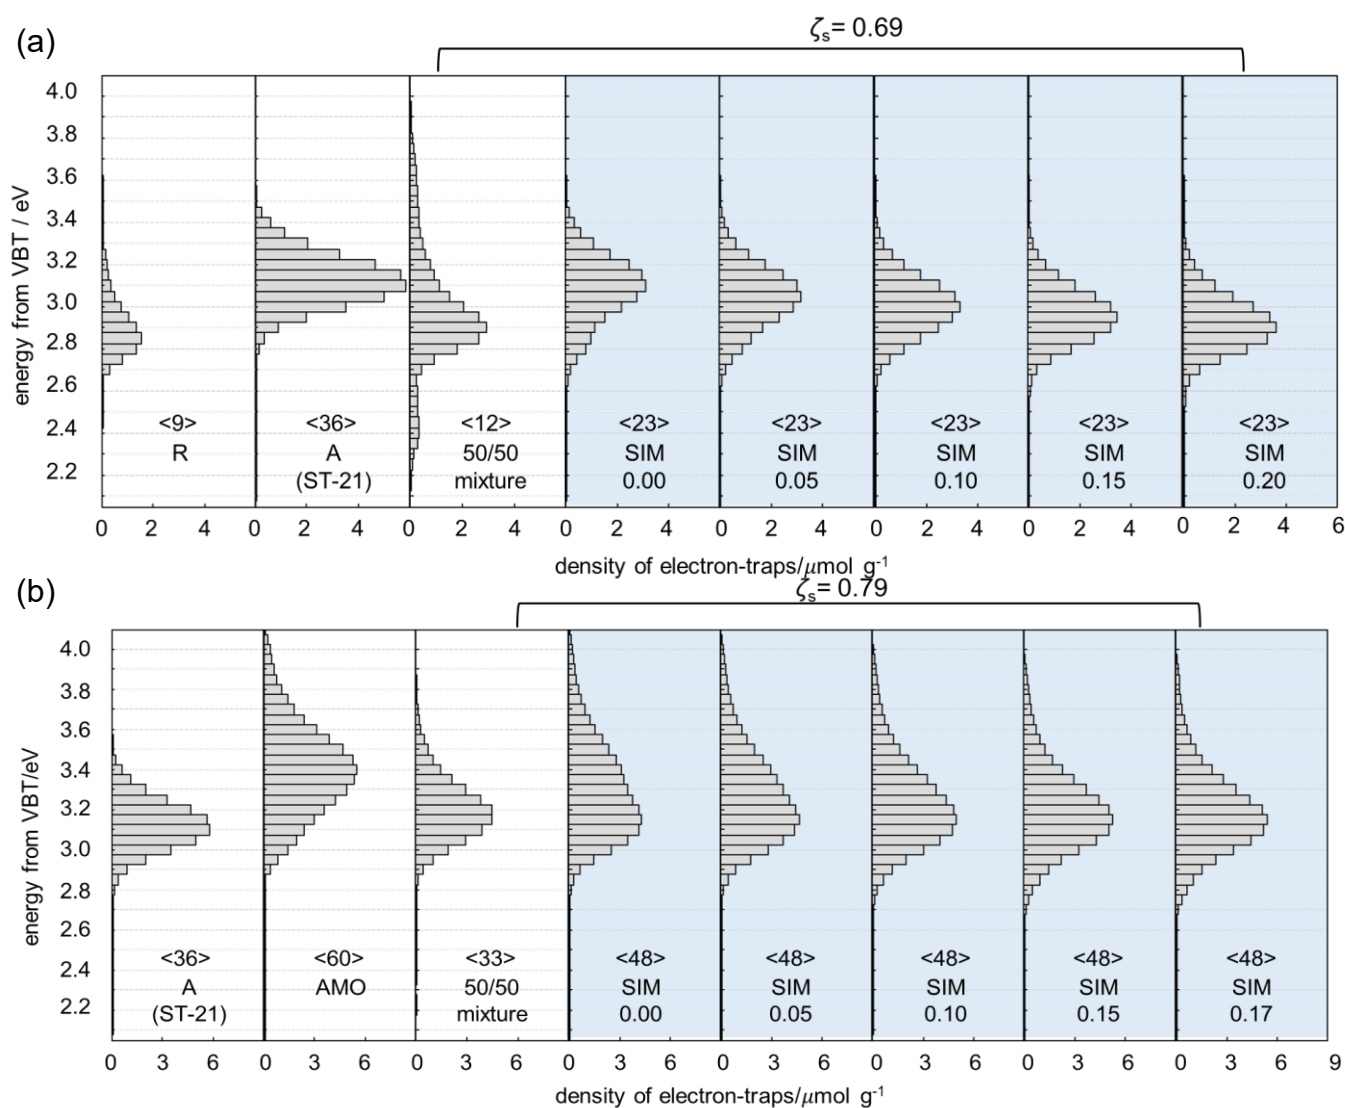 (a)
ζs= 0.69
energy from VBT / eV
4.0
3.8
3.6
3.4
3.2
3.0
2.8
2.6
2.4
2.2
<9> <36> <12> <23> <23> <23> <23> <23>
R A 50/50 SIM SIM SIM SIM SIM
(ST-21) mixture 0.00 0.05 0.10 0.15 0.20
0 2 4 0 2 4 0 2 4 0 2 4 0 2 4 0 2 4 0 2 4 0 2 4 6
density of electron-traps/μmol g-1
(b)
ζs= 0.79
energy from VBT/eV
4.0
3.8
3.6
3.4
3.2
3.0
2.8
2.6
2.4
2.2
<36> <60> <33> <48> <48> <48> <48> <48>
A AMO 50/50 SIM SIM SIM SIM SIM
(ST-21) mixture 0.00 0.05 0.10 0.15 0.17
0 3 6 0 3 6 0 3 6 0 3 6 0 3 6 0 3 6 0 3 6 0 3 6 9
density of electron-traps/μmol g-1